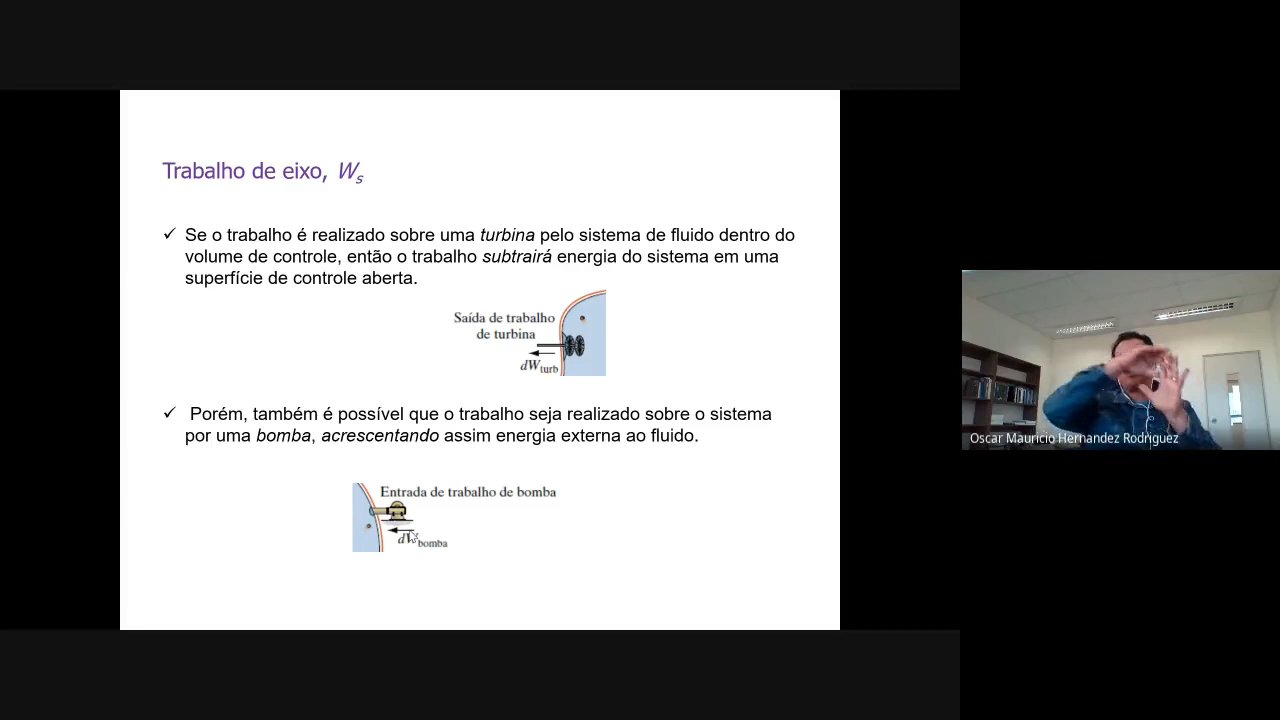 Trabalho de eixo, Ws
✓ Se o trabalho é realizado sobre uma turbina pelo sistema de fluido dentro do
volume de controle, então o trabalho subtrairá energia do sistema em uma
superfície de controle aberta.
Saída de trabalho
de turbina
dWturb
✓ Porém, também é possível que o trabalho seja realizado sobre o sistema
por uma bomba, acrescentando assim energia externa ao fluido.
Entrada de trabalho de bomba
dWbomba
Oscar Mauricio Hernandez Rodriguez